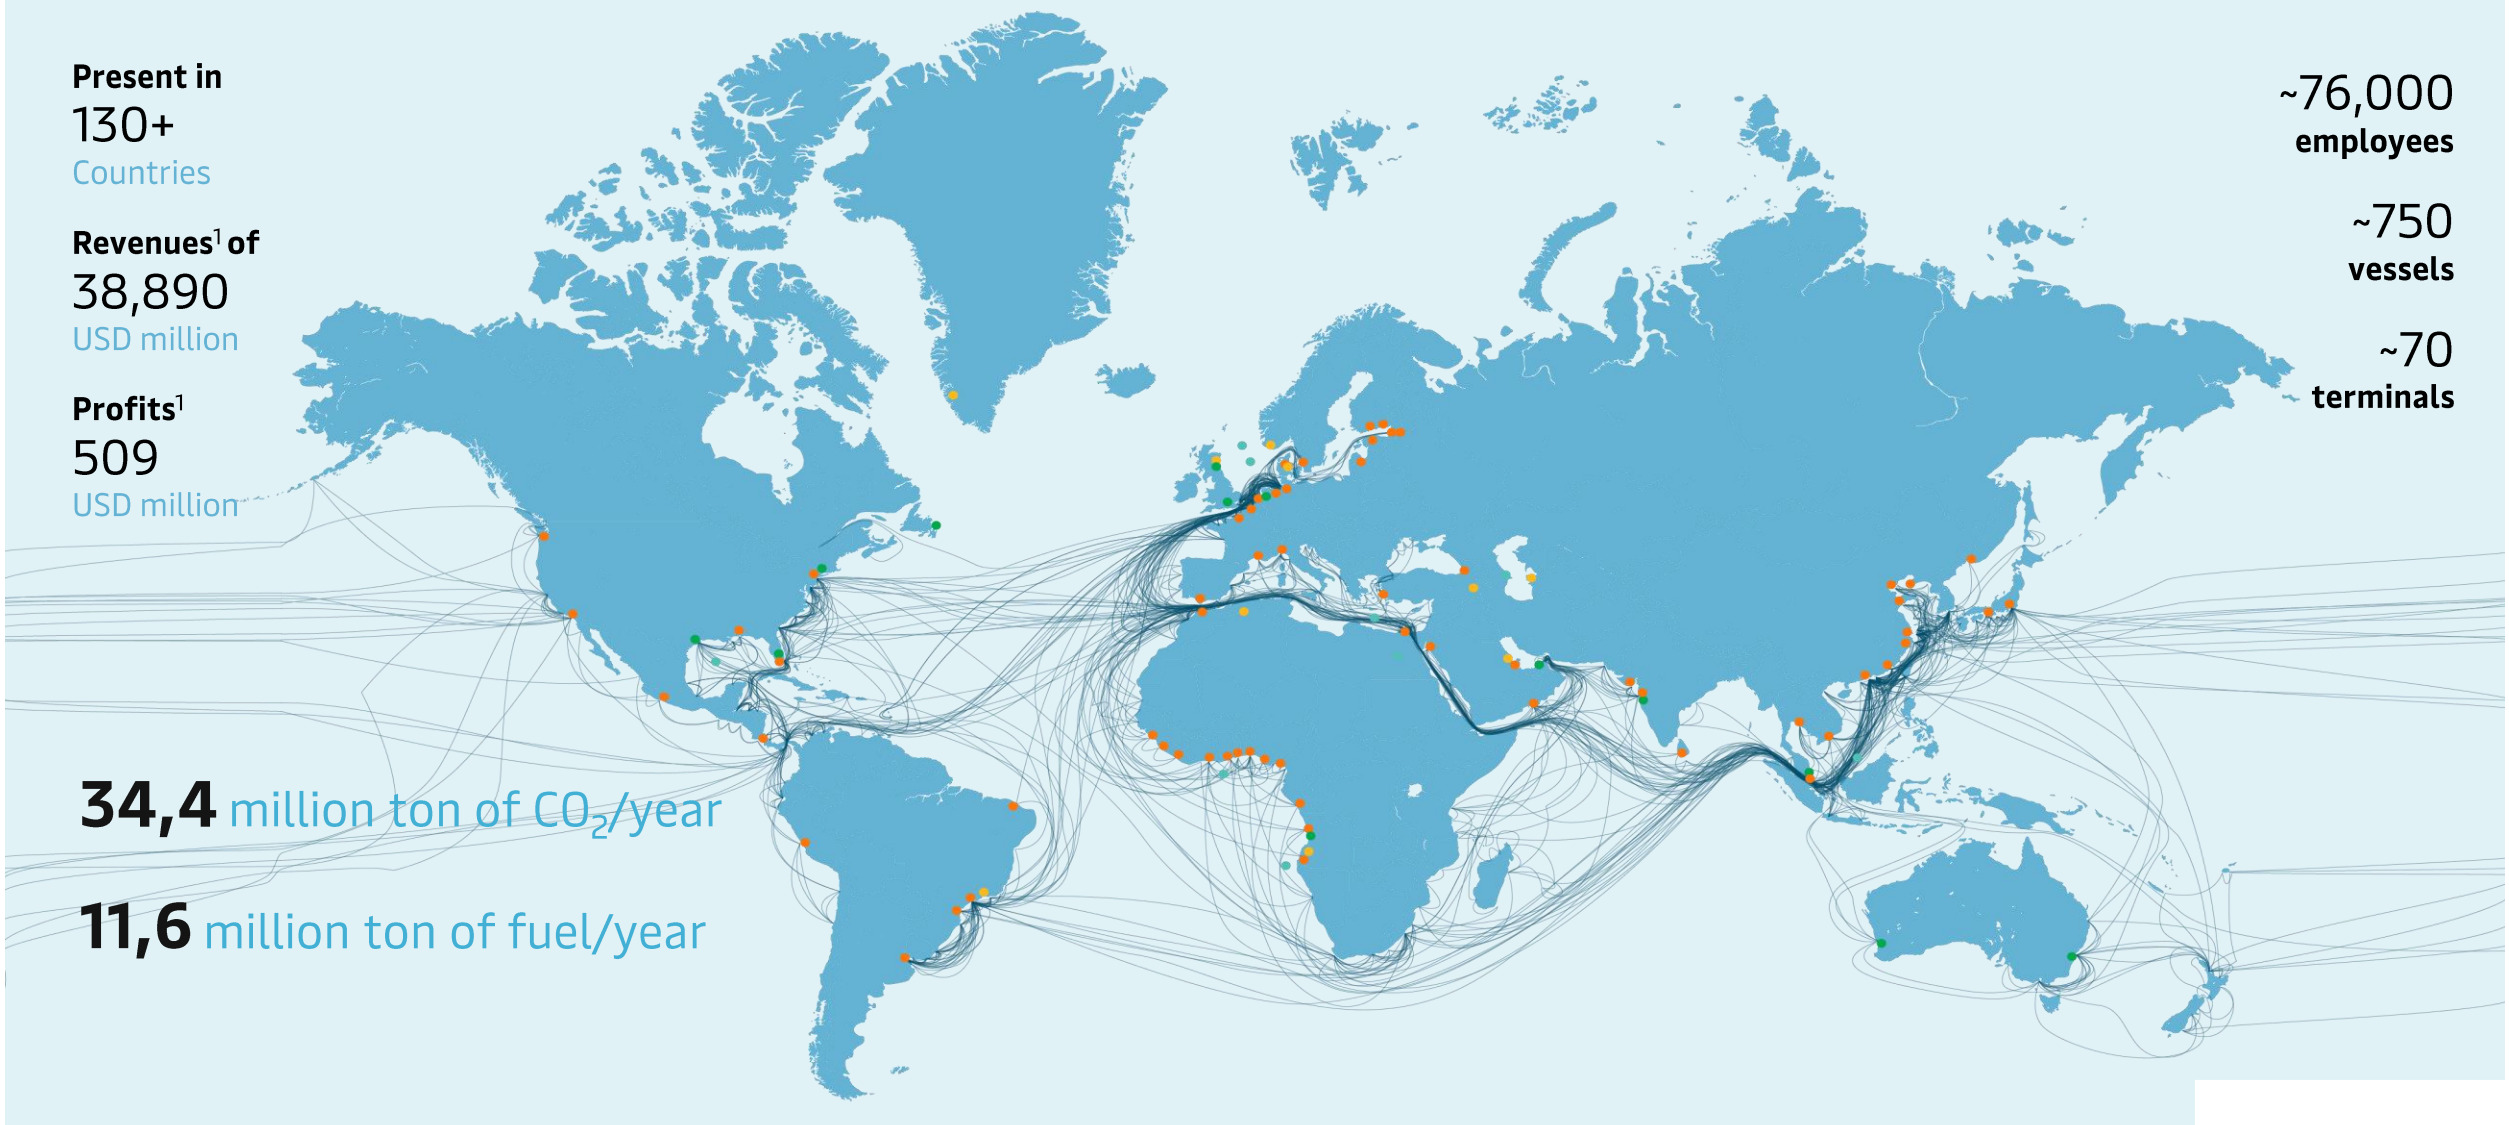 Present in
130+
Countries
Revenues¹ of
38,890
USD million
Profits¹
509
USD million
~76,000
employees
~750
vessels
~70
terminals
34,4 million ton of CO₂/year
11,6 million ton of fuel/year